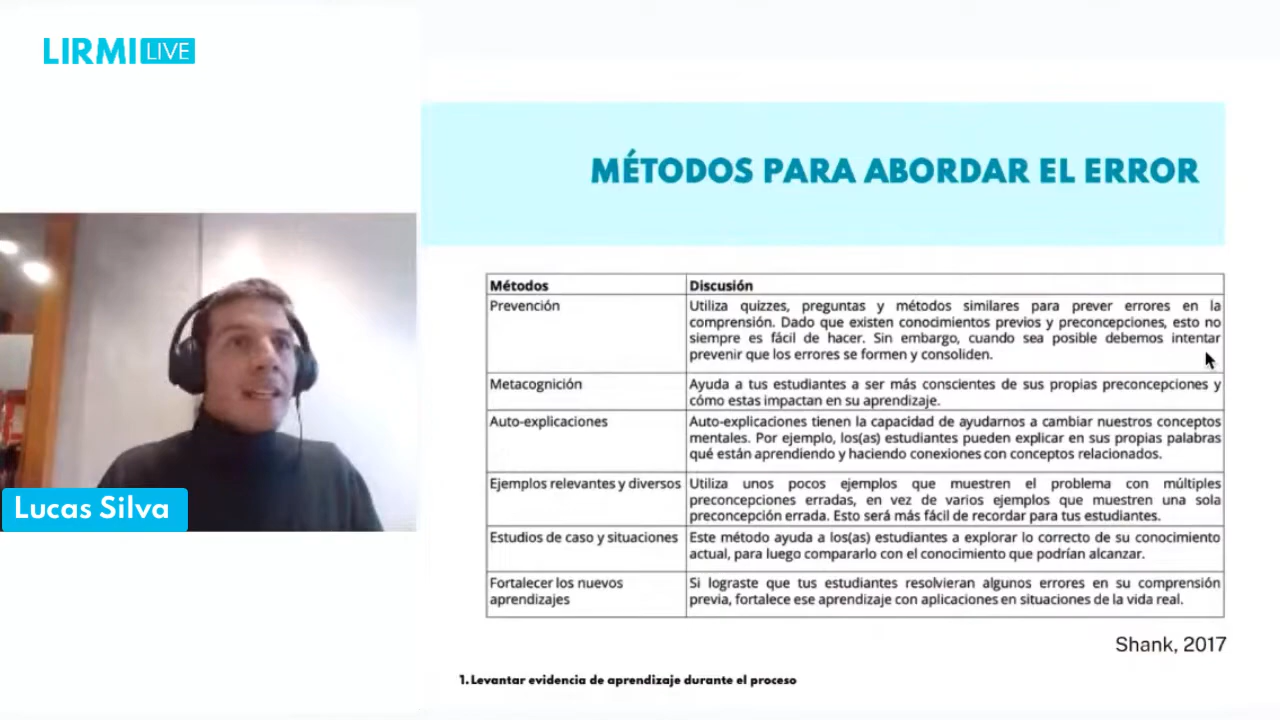 LIRMI LIVE
MÉTODOS PARA ABORDAR EL ERROR
Métodos
Discusión
Prevención
Utiliza quizzes, preguntas y métodos similares para prever errores en la
comprensión. Dado que existen conocimientos previos y preconcepciones, esto no
siempre es fácil de hacer. Sin embargo, cuando sea posible debemos intentar
prevenir que los errores se formen y consoliden.
Metacognición
Ayuda a tus estudiantes a ser más conscientes de sus propias preconcepciones y
cómo estas impactan en su aprendizaje.
Auto-explicaciones
Auto-explicaciones tienen la capacidad de ayudarnos a cambiar nuestros conceptos
mentales. Por ejemplo, los(as) estudiantes pueden explicar en sus propias palabras
qué están aprendiendo y haciendo conexiones con conceptos relacionados.
Ejemplos relevantes y diversos
Utiliza unos pocos ejemplos que muestren el problema con múltiples
preconcepciones erradas, en vez de varios ejemplos que muestren una sola
preconcepción errada. Esto será más fácil de recordar para tus estudiantes.
Estudios de caso y situaciones
Este método ayuda a los(as) estudiantes a explorar lo correcto de su conocimiento
actual, para luego compararlo con el conocimiento que podrían alcanzar.
Fortalecer los nuevos
aprendizajes
Si lograste que tus estudiantes resolvieran algunos errores en su comprensión
previa, fortalece ese aprendizaje con aplicaciones en situaciones de la vida real.
Shank, 2017
1. Levantar evidencia de aprendizaje durante el proceso
Lucas Silva